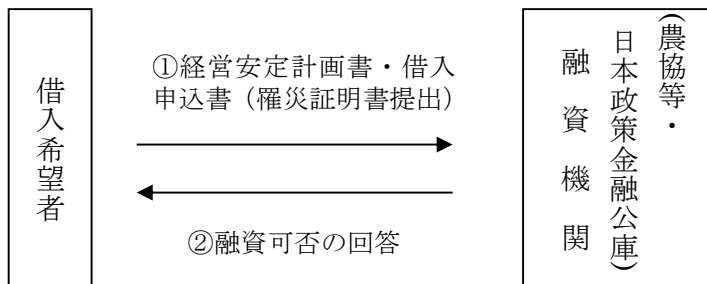 借入希望者
①経営安定計画書・借入
申込書（罹災証明書提出）
②融資可否の回答
(農協等・
日本政策金融公庫)
融資機関